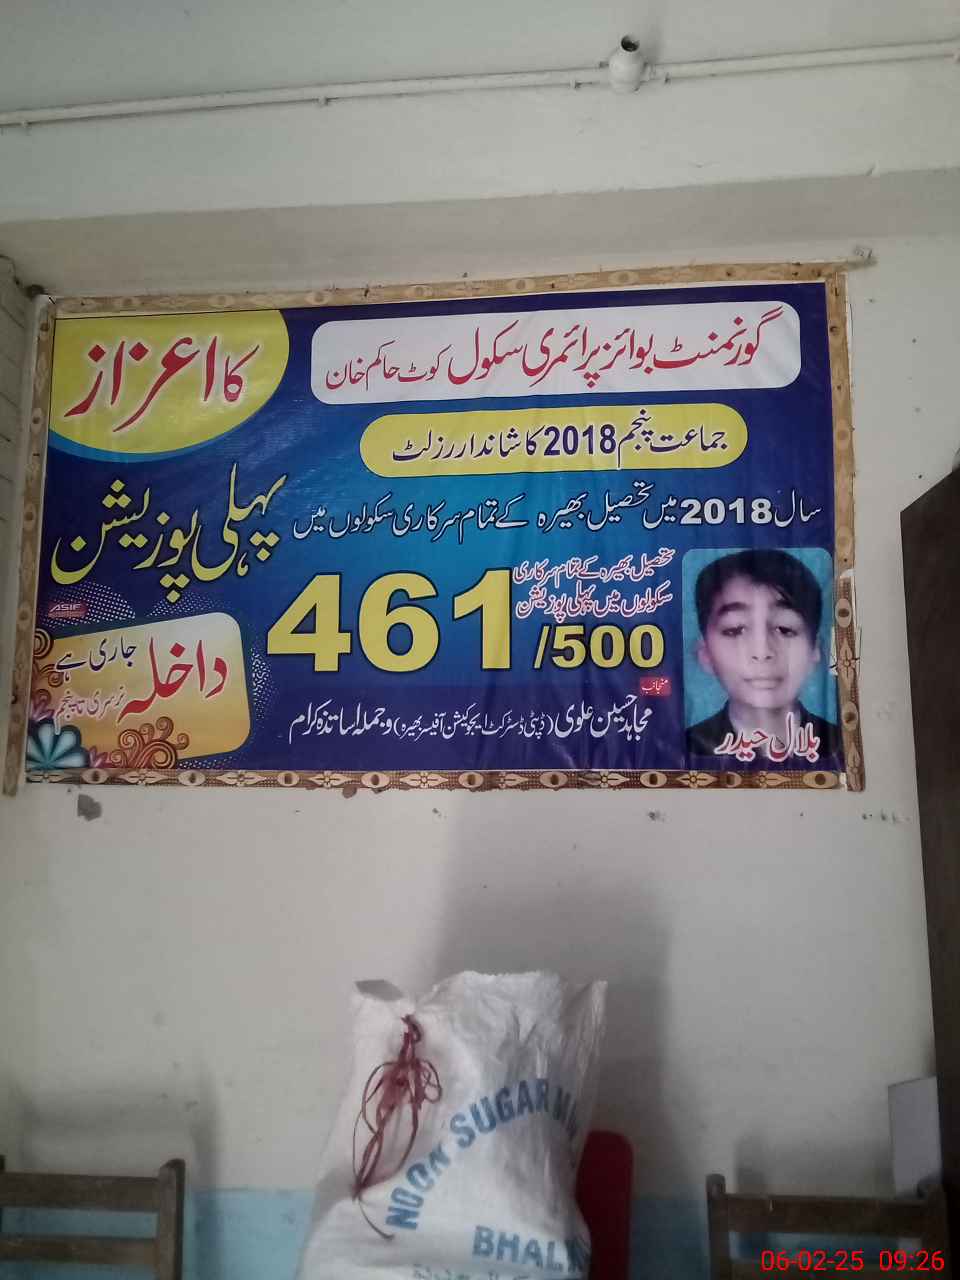 گورنمنٹ بوائز پرائمری سکول کوٹ حاکم خان
کا اعزاز
جماعت پنجم 2018 کا شاندار رزلٹ
سال 2018 میں تحصیل بھیرہ کے تمام سرکاری سکولوں میں
پہلی پوزیشن
تحصیل بھیرہ کے تمام سرکاری
سکولوں میں پہلی پوزیشن
461/500
منجانب
مجاہد حسین علوی (ڈپٹی ڈسٹرکٹ ایجوکیشن آفیسر بھیرہ) و جملہ اساتذہ کرام
بلال حیدر
ASIF
داخلہ جاری ہے
نرسری تا پنجم
NOON SUGAR
06-02-25 09:26